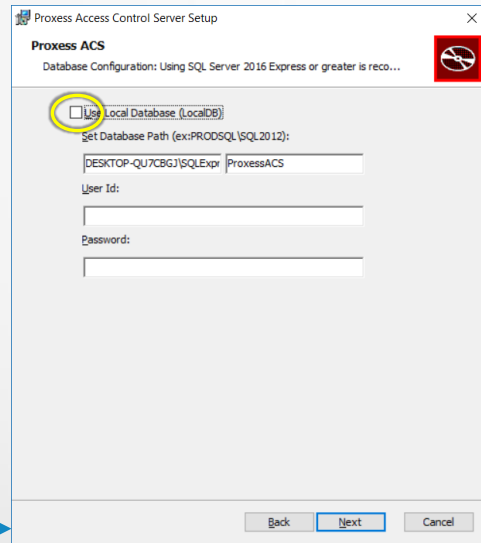 Proxess Access Control Server Setup
Proxess ACS
Database Configuration: Using SQL Server 2016 Express or greater is reco...
Use Local Database (LocalDB)
Set Database Path (ex:PRODSQL\SQL2012):
DESKTOP-QU7CBGJ\SQLExpr ProxessACS
User Id:
Password:
Back Next Cancel